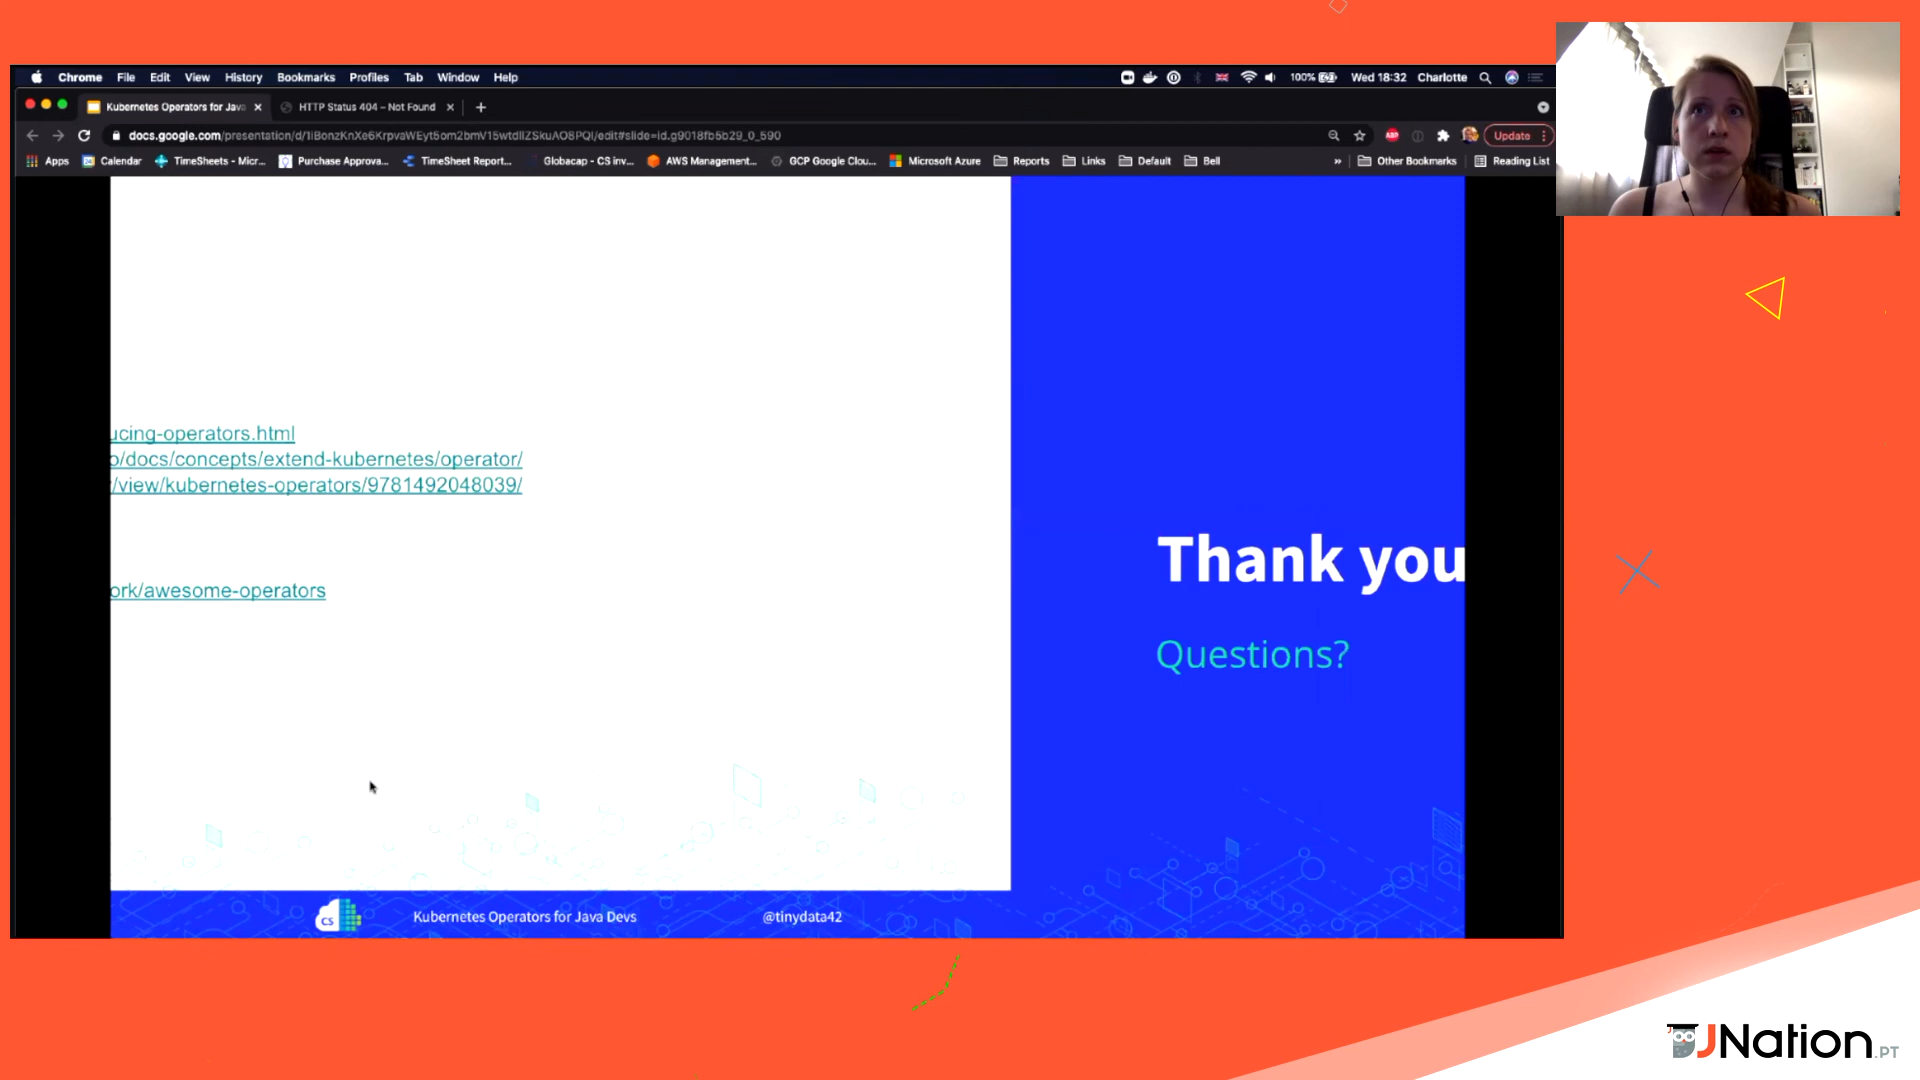 Chrome File Edit View History Bookmarks Profiles Tab Window Help
100% Wed 18:32 Charlotte
Kubernetes Operators for Java
HTTP Status 404 – Not Found
Update
Apps Calendar TimeSheets - Micr... Purchase Approva... TimeSheet Report... Globacap - CS inv... AWS Management... GCP Google Clou... Microsoft Azure Reports Links Default Bell » Other Bookmarks Reading List
ucing-operators.html
o/docs/concepts/extend-kubernetes/operator/
/view/kubernetes-operators/9781492048039/
ork/awesome-operators
Thank you
Questions?
CS
Kubernetes Operators for Java Devs
@tinydata42
JNation.PT